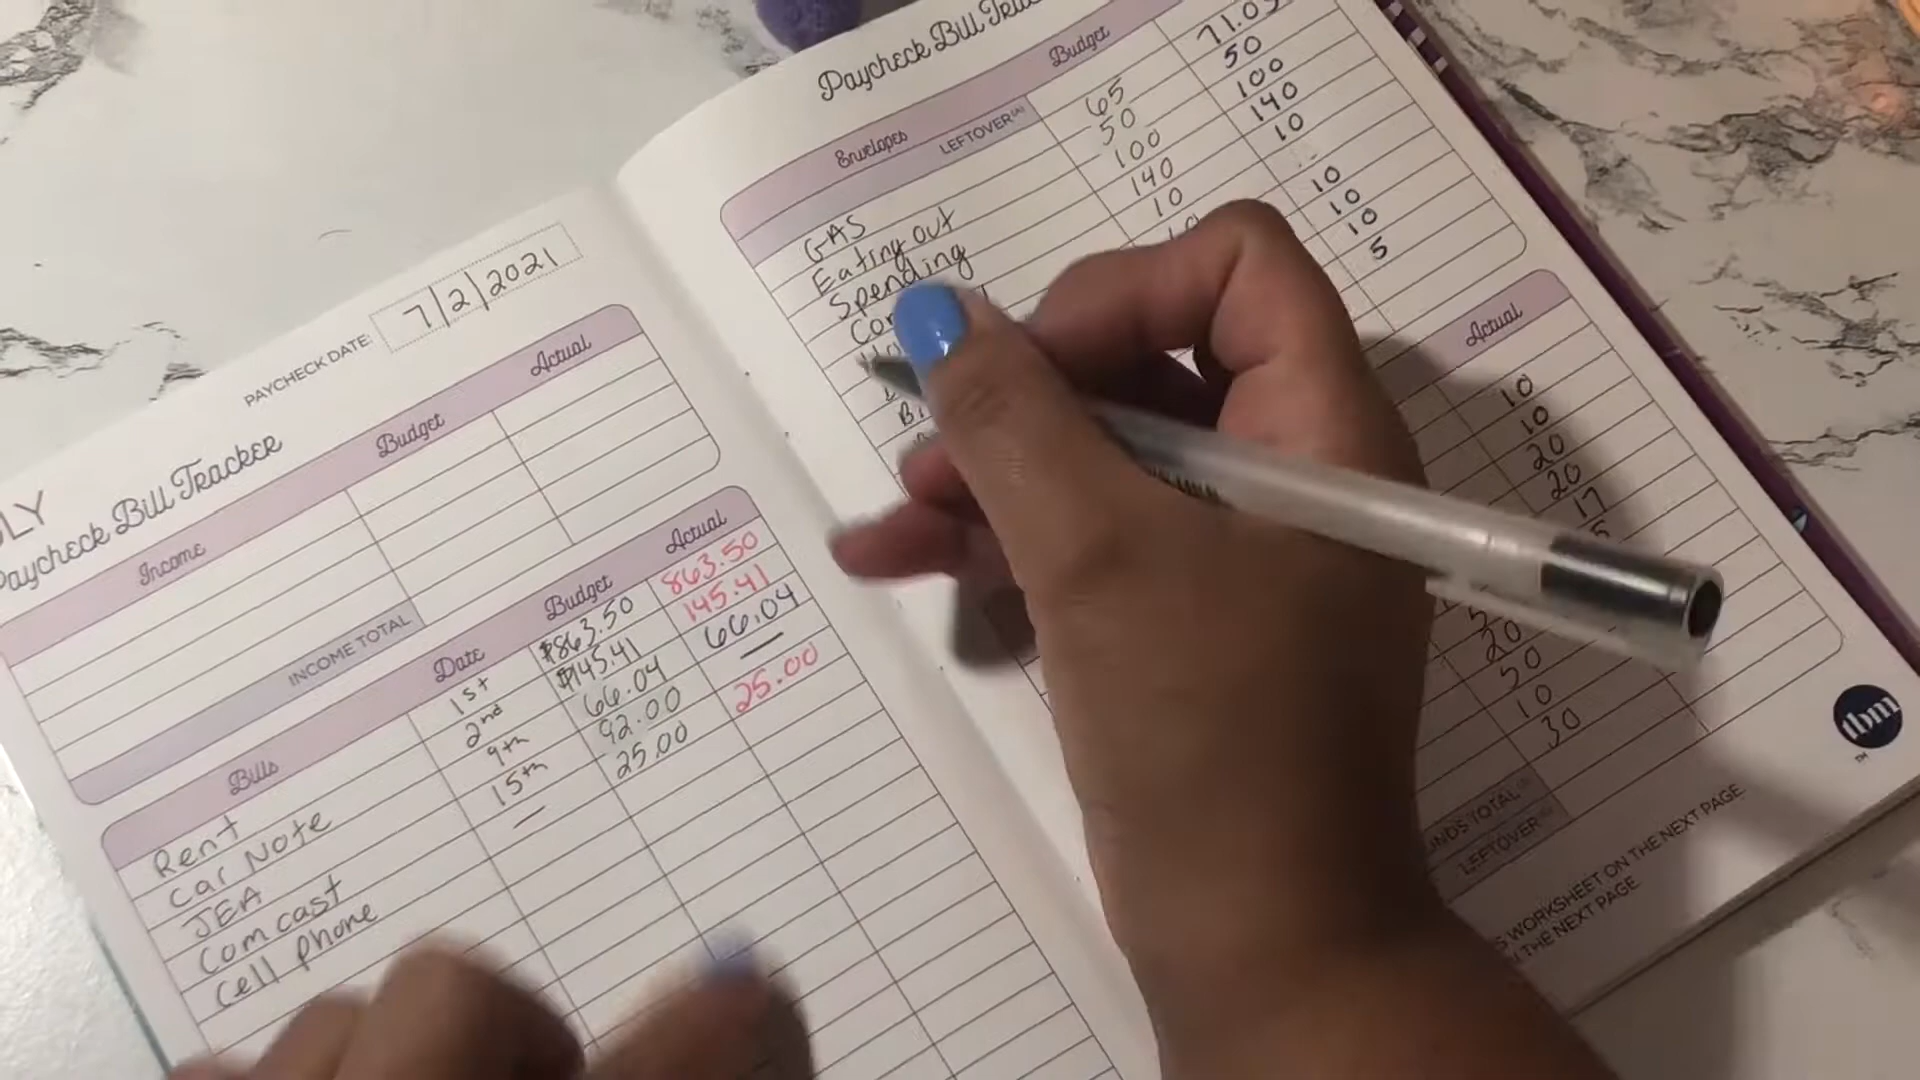 PAYCHECK DATE: 7/2/2021
Paycheck Bill Tracker
Income Budget Actual
INCOME TOTAL
Bills Date Budget Actual
Rent 1st $863.50 863.50
Car Note 2nd $145.41 145.41
JEA 9th 66.04 66.04
Comcast 15th 92.00 —
Cell phone — 25.00 25.00
Paycheck Bill
Envelopes Budget
LEFTOVER (A)
GAS 65 71.05
Eating out 50 50
Spending 100 100
140 140
10 10
10
10
10
5
Actual
10
10
20
20
17
5
20
50
10
30
LEFTOVER
WORKSHEET ON THE NEXT PAGE
THE NEXT PAGE.
tbm
TM